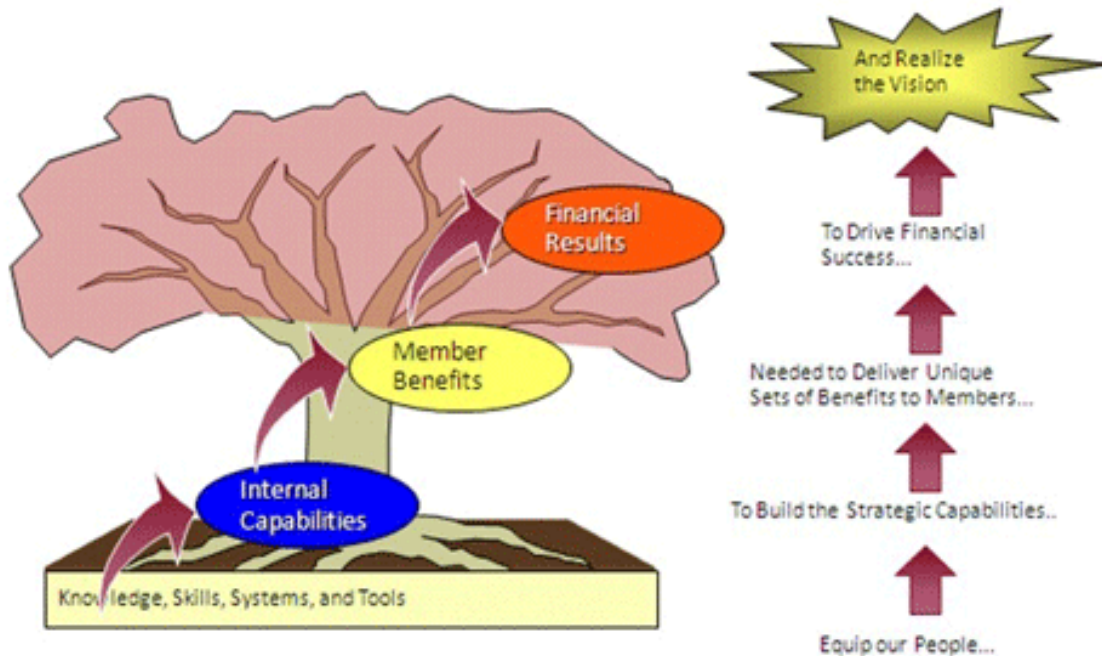 And Realize
the Vision
Financial
Results
To Drive Financial
Success...
Member
Benefits
Needed to Deliver Unique
Sets of Benefits to Members...
Internal
Capabilities
To Build the Strategic Capabilities..
Knowledge, Skills, Systems, and Tools
Equip our People...